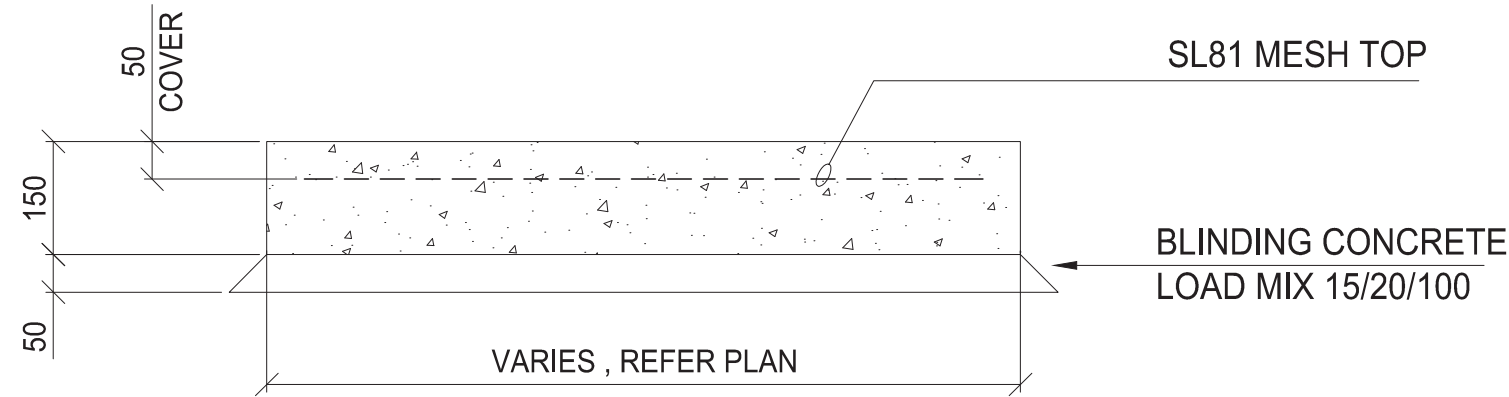 50
COVER
SL81 MESH TOP
150
BLINDING CONCRETE
LOAD MIX 15/20/100
50
VARIES , REFER PLAN